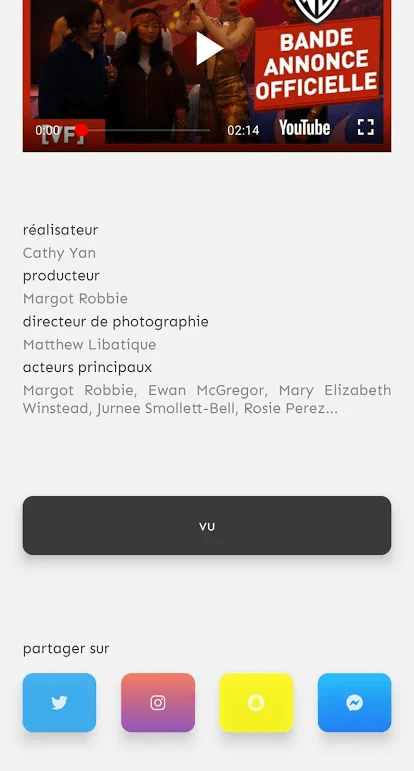 BANDE
ANNONCE
OFFICIELLE
0:00
02:14
YouTube
[VF]
réalisateur
Cathy Yan
producteur
Margot Robbie
directeur de photographie
Matthew Libatique
acteurs principaux
Margot Robbie, Ewan McGregor, Mary Elizabeth
Winstead, Jurnee Smollett-Bell, Rosie Perez...
vu
partager sur